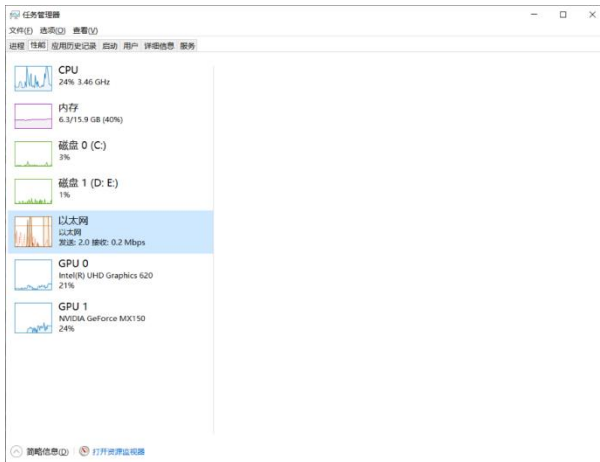 任务管理器
文件(F) 选项(O) 查看(V)
进程 性能 应用历史记录 启动 用户 详细信息 服务
CPU
24% 3.46 GHz
内存
6.3/15.9 GB (40%)
磁盘 0 (C:)
3%
磁盘 1 (D: E:)
1%
以太网
以太网
发送: 2.0 接收: 0.2 Mbps
GPU 0
Intel(R) UHD Graphics 620
21%
GPU 1
NVIDIA GeForce MX150
24%
简略信息(D) 打开资源监视器